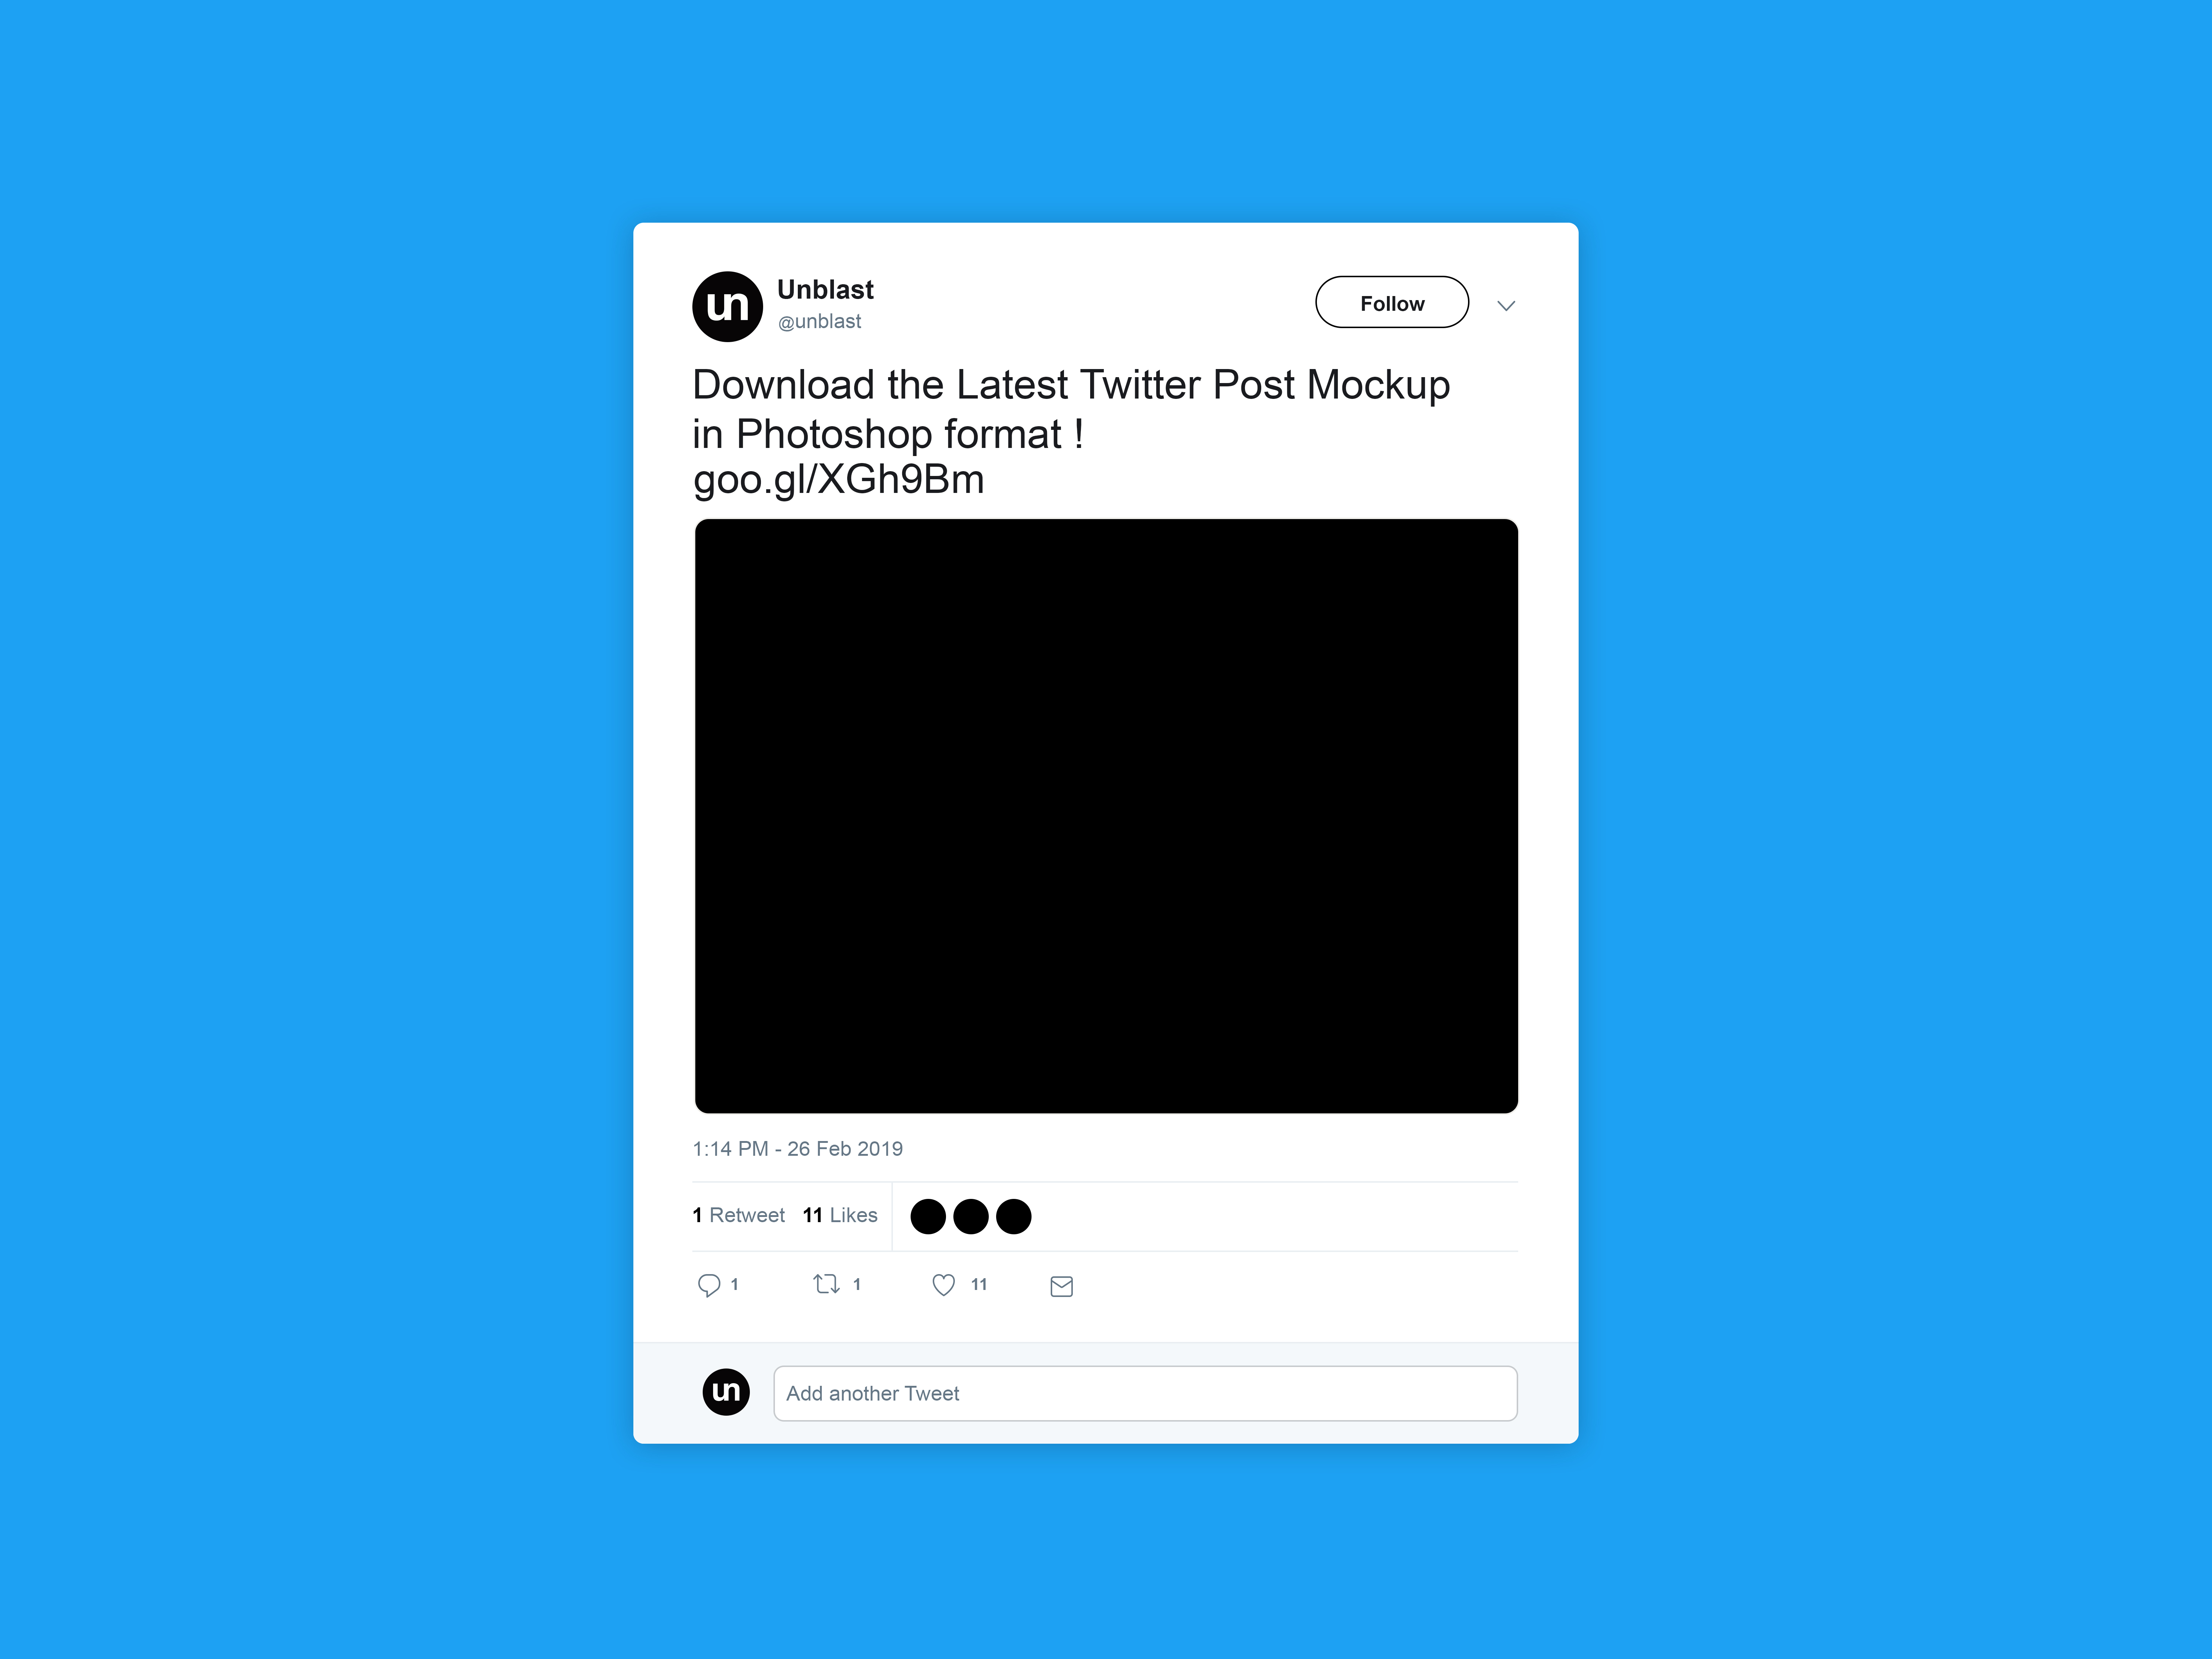 un
Unblast
@unblast
Follow
Download the Latest Twitter Post Mockup
in Photoshop format !
goo.gl/XGh9Bm
1:14 PM - 26 Feb 2019
1 Retweet 11 Likes
1 1 11
un
Add another Tweet